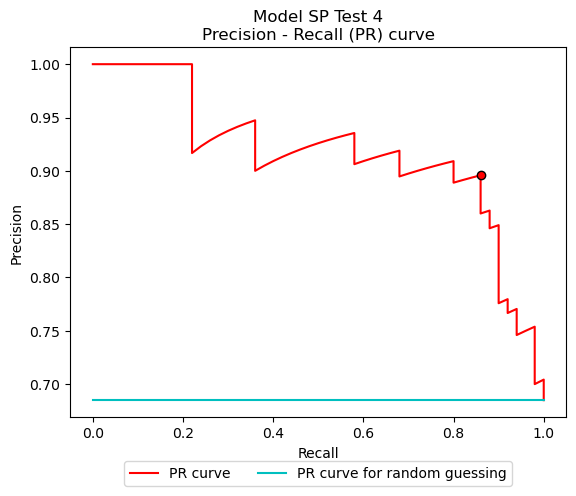 Model SP Test 4
Precision - Recall (PR) curve
1.00
0.95
0.90
0.85
0.80
0.75
0.70
Precision
0.0 0.2 0.4 0.6 0.8 1.0
Recall
PR curve PR curve for random guessing